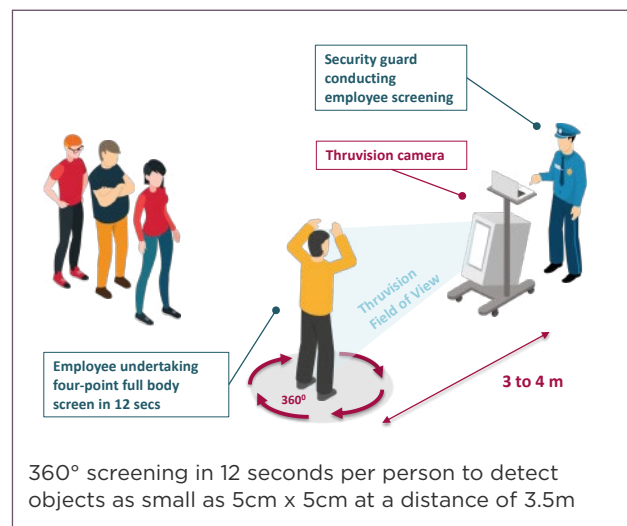 Security guard
conducting
employee screening
Thruvision camera
Thruvision
Field of View
Employee undertaking
four-point full body
screen in 12 secs
360⁰
3 to 4 m
360° screening in 12 seconds per person to detect
objects as small as 5cm x 5cm at a distance of 3.5m